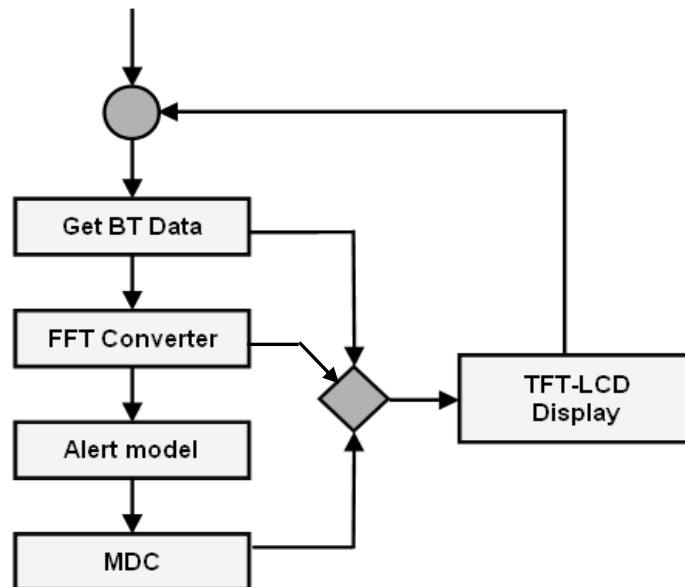 Get BT Data
FFT Converter
TFT-LCD
Display
Alert model
MDC